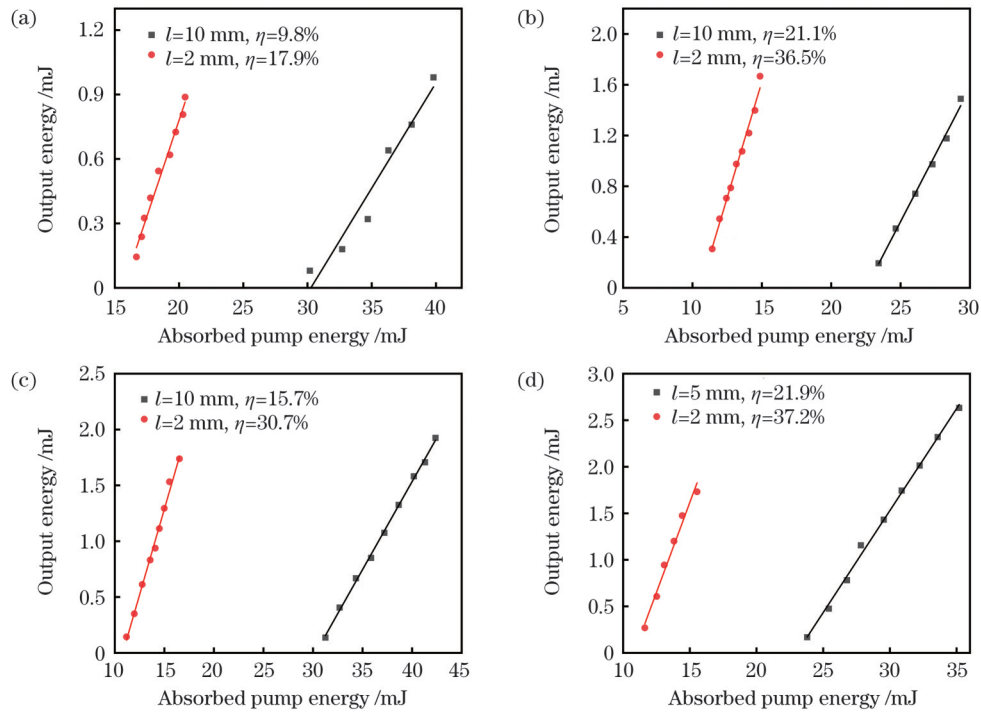 (a)
1.3
0.9
0.6
0.3
0
Output energy /mJ
l=10 mm, η=9.8%
l=2 mm, η=17.9%
15 20 25 30 35 40
Absorbed pump energy /mJ
(b)
2.0
1.6
1.2
0.8
0.4
0
Output energy /mJ
l=10 mm, η=21.1%
l=2 mm, η=36.5%
5 10 15 20 25 30
Absorbed pump energy /mJ
(c)
2.5
2.0
1.5
1.0
0.5
0
Output energy /mJ
l=10 mm, η=15.7%
l=2 mm, η=30.7%
10 15 20 25 30 35 40 45
Absorbed pump energy /mJ
(d)
3.0
2.5
2.0
1.5
1.0
0.5
0
Output energy /mJ
l=5 mm, η=21.9%
l=2 mm, η=37.2%
10 15 20 25 30 35
Absorbed pump energy /mJ